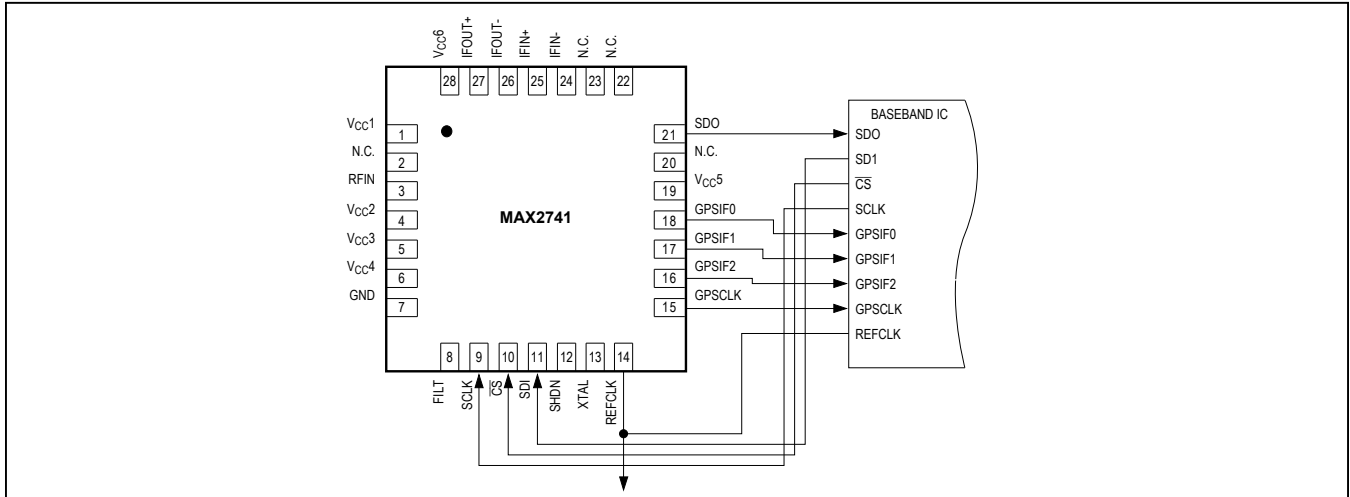 VCC6
IFOUT+
IFOUT-
IFIN+
IFIN-
N.C.
N.C.
28
27
26
25
24
23
22
VCC1
1
N.C.
2
RFIN
3
VCC2
4
VCC3
5
VCC4
6
GND
7
MAX2741
SDO
21
N.C.
20
VCC5
19
GPSIF0
18
GPSIF1
17
GPSIF2
16
GPSCLK
15
8
9
10
11
12
13
14
FILT
SCLK
CS
SDI
SHDN
XTAL
REFCLK
BASEBAND IC
SDO
SD1
CS
SCLK
GPSIF0
GPSIF1
GPSIF2
GPSCLK
REFCLK